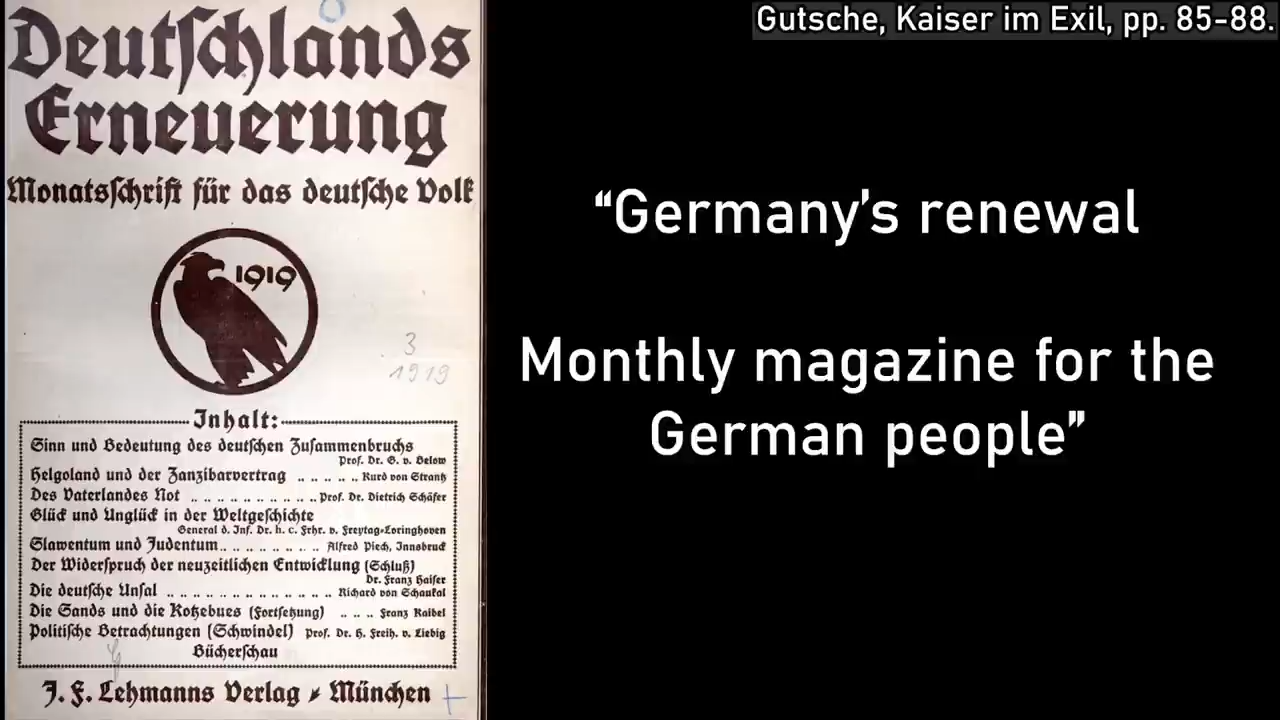 Gutsche, Kaiser im Exil, pp. 85-88.
Deutschlands
Erneuerung
Monatsschrift für das deutsche Volk
1919
3
1919
Inhalt:
Sinn und Bedeutung des deutschen Zusammenbruchs
Prof. Dr. G. v. Below
Helgoland und der Zanzibarvertrag .. .. .. .. Kurd von Strantz
Des Vaterlandes Not .. .. .. .. .. .. .. Prof. Dr. Dietrich Schäfer
Glück und Unglück in der Weltgeschichte
General d. Inf. Dr. h. c. Frhr. v. Freytag-Loringhoven
Slawentum und Judentum.. .. .. .. .. .. .. Alfred Piech, Innsbruck
Der Widerspruch der neuzeitlichen Entwicklung (Schluß)
Dr. Franz Haiser
Die deutsche Unsal .. .. .. .. .. .. .. .. .. .. Richard von Schaukal
Die Sands und die Kotzebues (Fortsetzung) .. .. .. Franz Kaibel
Politische Betrachtungen (Schwindel) Prof. Dr. H. Freih. v. Liebig
Bücherschau
J. F. Lehmanns Verlag / München
“Germany’s renewal
Monthly magazine for the
German people”